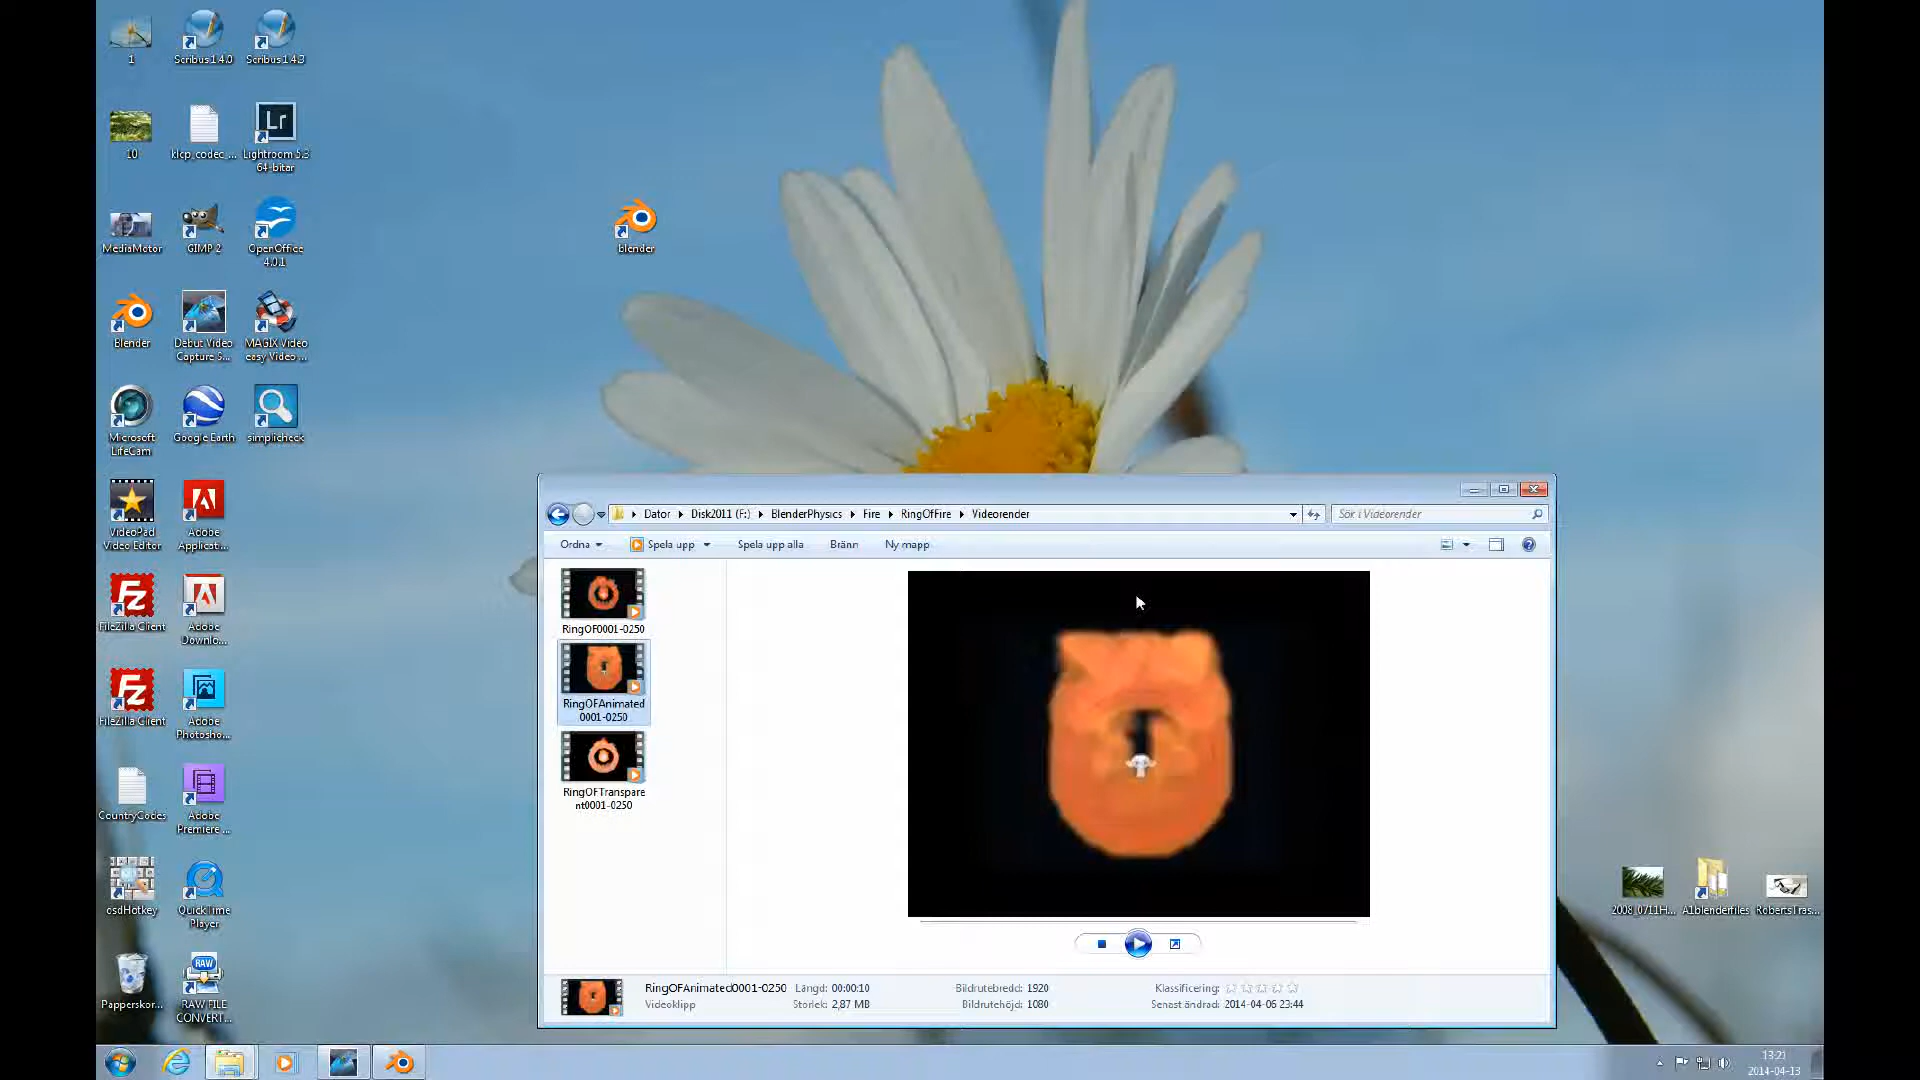 1
Scribus 1.4.0
Scribus 1.4.3
10
klcp_codec_...
Lr
Lightroom 5.3
64-bitar
MediaMotor
GIMP 2
OpenOffice
4.0.1
blender
Blender
Debut Video
Capture S...
MAGIX Video
easy Video ...
Microsoft
LifeCam
Google Earth
simplicheck
VideoPad
Video Editor
Adobe
Applicati...
FileZilla Client
Adobe
Downlo...
FileZilla Client
Adobe
Photosho...
CountryCodes
Adobe
Premiere ...
osdHotkey
QuickTime
Player
Papperskor...
RAW
RAW FILE
CONVERT...
Dator
Disk2011 (F:)
BlenderPhysics
Fire
RingOfFire
Videorender
Sök i Videorender
Ordna
Spela upp
Spela upp alla
Bränn
Ny mapp
RingOF0001-0250
RingOFAnimated
0001-0250
RingOFTranspare
nt0001-0250
RingOFAnimated0001-0250
Längd: 00:00:10
Bildrutebredd: 1920
Klassificering:
Videoklipp
Storlek: 2,87 MB
Bildrutehöjd: 1080
Senast ändrad: 2014-04-06 23:44
2008_0711H...
A1blenderfiles
RobertsTras...
13:21
2014-04-13